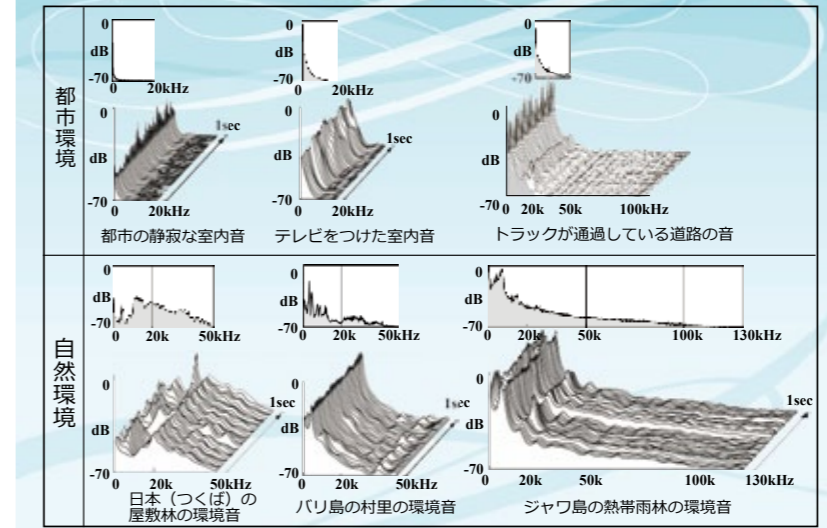 都市環境
0
dB
-70
0
20kHz
0
dB
-70
0
20kHz
1sec
都市の静寂な室内音
0
dB
-70
0
20kHz
0
dB
-70
0
20kHz
1sec
テレビをつけた室内音
0
dB
-70
0
dB
-70
0
20k
50k
100kHz
トラックが通過している道路の音
自然環境
0
dB
-70
0
20k
50kHz
0
dB
-70
0
20k
50kHz
1sec
日本（つくば）の
屋敷林の環境音
0
dB
-70
0
20k
50kHz
0
dB
-70
0
20k
50kHz
1sec
バリ島の村里の環境音
0
dB
-70
0
20k
50k
100k
130kHz
0
dB
-70
0
20k
50k
100k
130kHz
1sec
ジャワ島の熱帯雨林の環境音